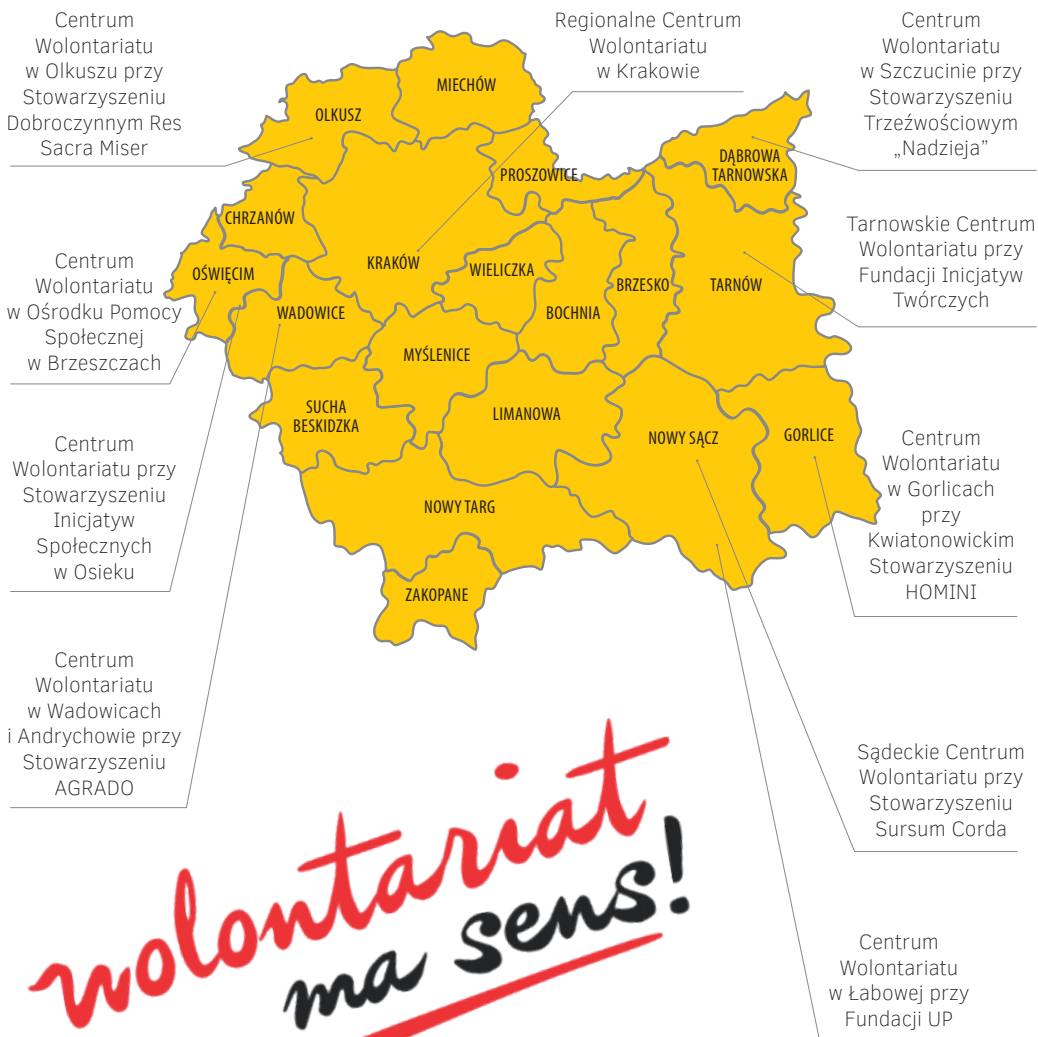 Centrum
Wolontariatu
w Olkuszu przy
Stowarzyszeniu
Dobroczynnym Res
Sacra Miser
Regionalne Centrum
Wolontariatu
w Krakowie
Centrum
Wolontariatu
w Szczucinie przy
Stowarzyszeniu
Trzeźwościowym
„Nadzieja”
MIECHÓW
OLKUSZ
DĄBROWA
TARNOWSKA
PROSZOWICE
CHRZANÓW
Tarnowskie Centrum
Wolontariatu przy
Fundacji Inicjatyw
Twórczych
Centrum
Wolontariatu
w Ośrodku Pomocy
Społecznej
w Brzeszczach
OŚWIĘCIM
KRAKÓW
WIELICZKA
BRZESKO
TARNÓW
WADOWICE
BOCHNIA
MYŚLENICE
SUCHA
BESKIDZKA
LIMANOWA
NOWY SĄCZ
GORLICE
Centrum
Wolontariatu przy
Stowarzyszeniu
Inicjatyw
Społecznych
w Osieku
Centrum
Wolontariatu
w Gorlicach
przy
Kwiatonowickim
Stowarzyszeniu
HOMINI
NOWY TARG
ZAKOPANE
Centrum
Wolontariatu
w Wadowicach
i Andrychowie przy
Stowarzyszeniu
AGRADO
Sądeckie Centrum
Wolontariatu przy
Stowarzyszeniu
Sursum Corda
wolontariat
ma sens!
Centrum
Wolontariatu
w Łabowej przy
Fundacji UP